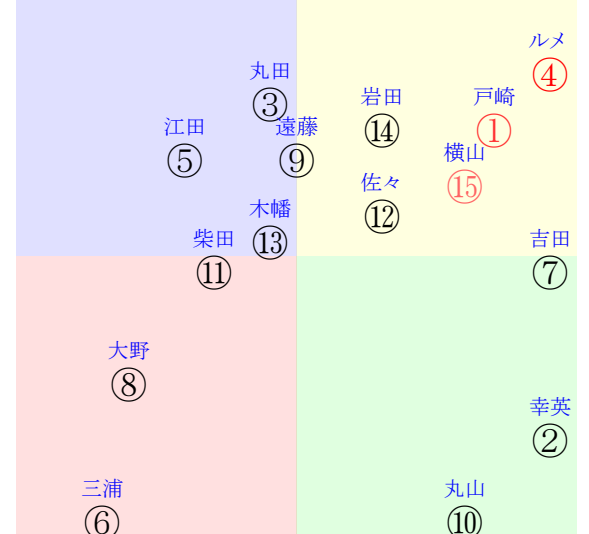 ルメ
④
丸田
③
岩田
⑭
戸崎
①
江田
⑤
遠藤
⑨
横山
⑮
佐々
⑫
木幡
⑬
柴田
⑪
吉田
⑦
大野
⑧
幸英
②
三浦
⑥
丸山
⑩